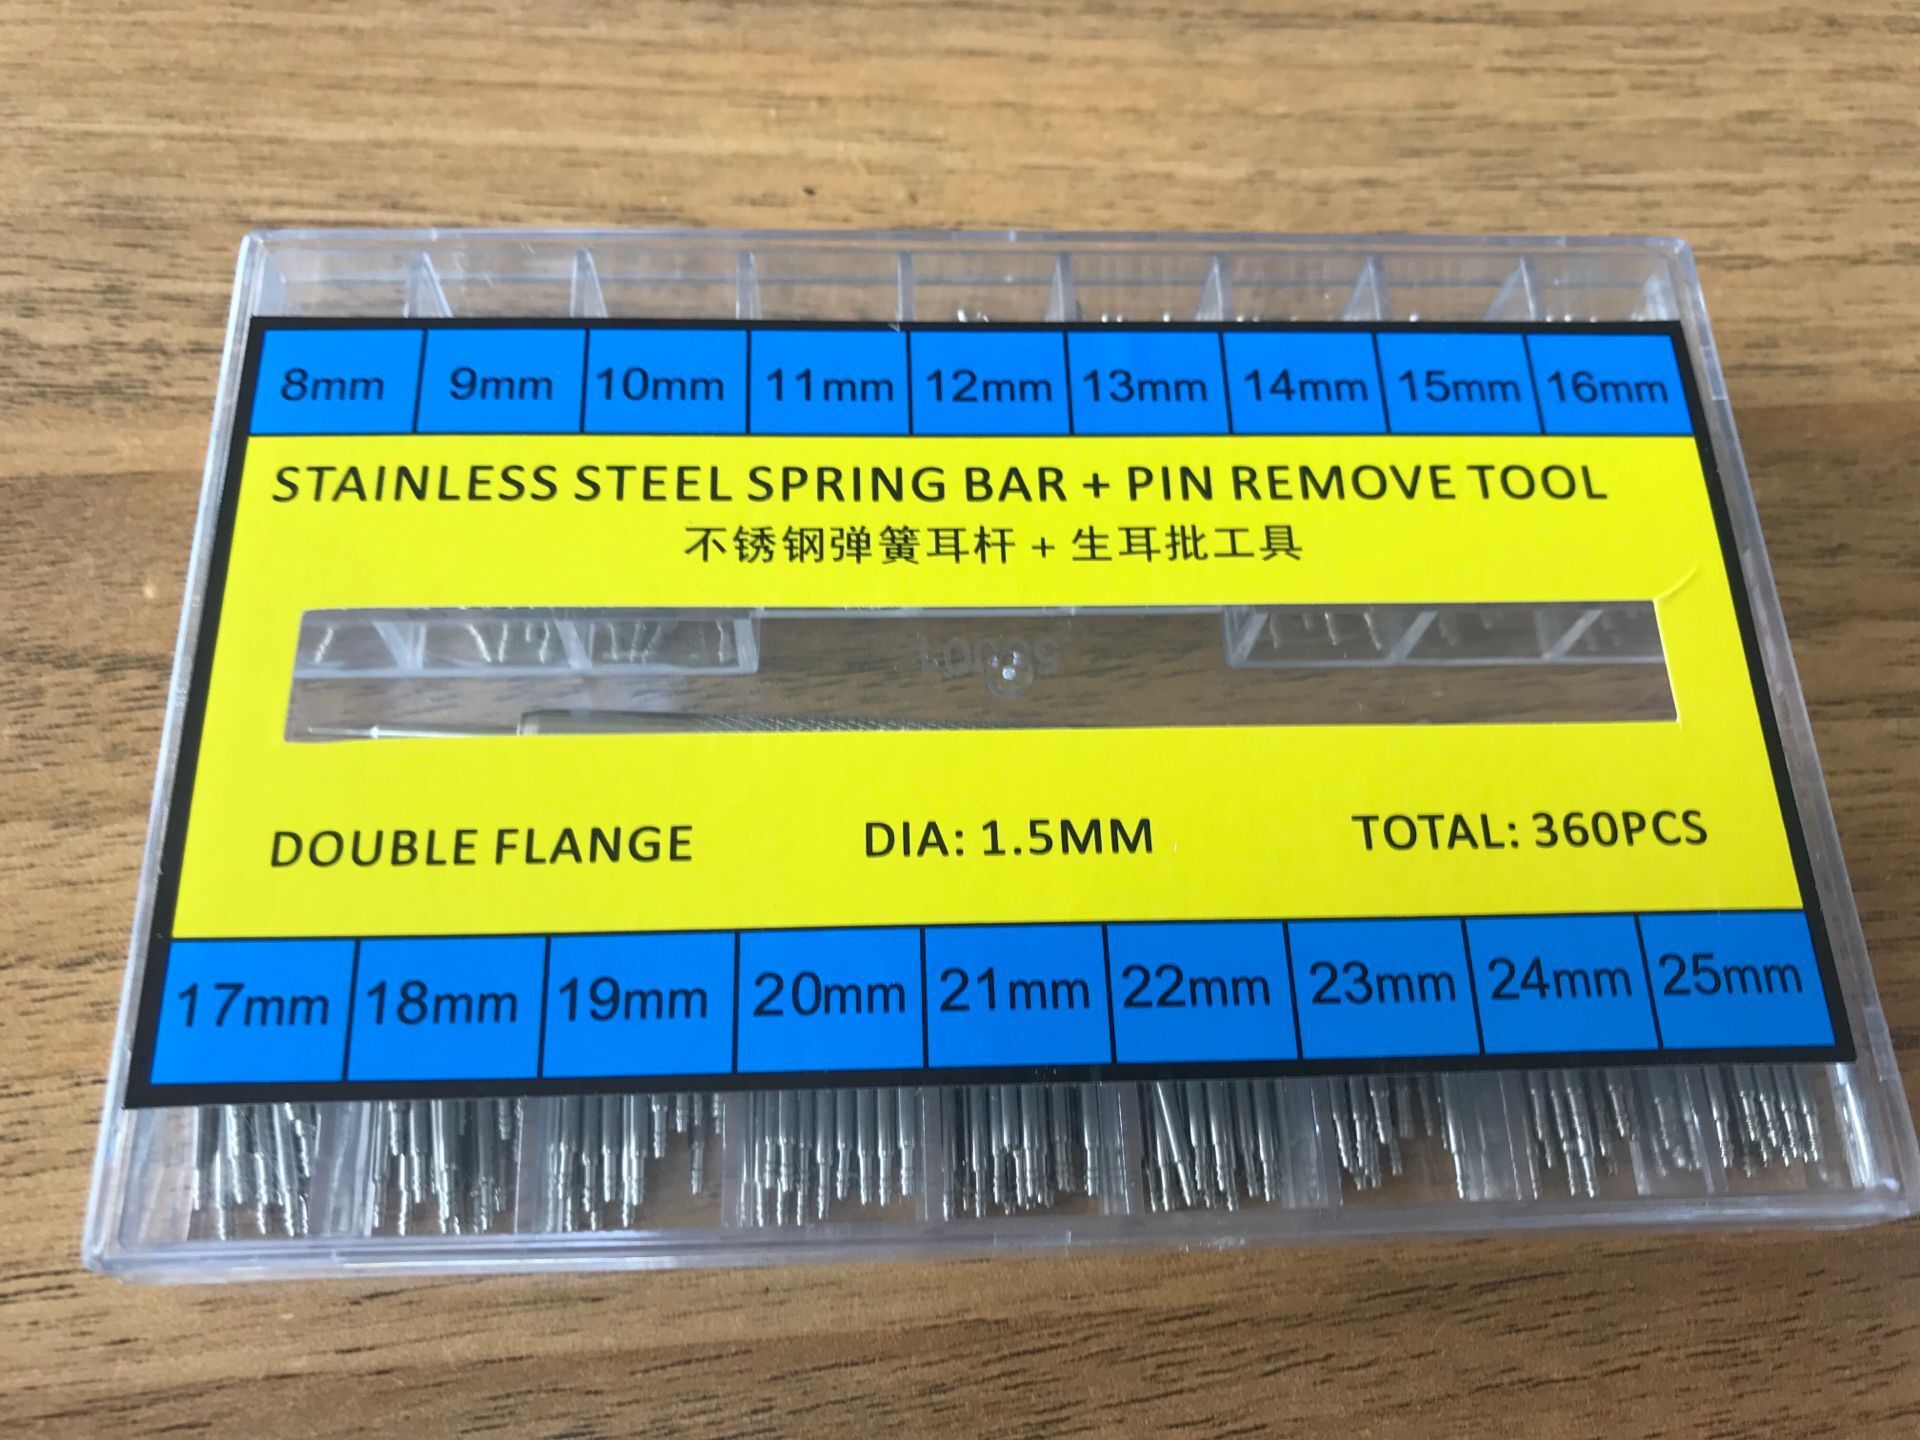 8mm 9mm 10mm 11mm 12mm 13mm 14mm 15mm 16mm
STAINLESS STEEL SPRING BAR + PIN REMOVE TOOL
不锈钢弹簧耳杆 + 生耳批工具
DOUBLE FLANGE DIA: 1.5MM TOTAL: 360PCS
17mm 18mm 19mm 20mm 21mm 22mm 23mm 24mm 25mm